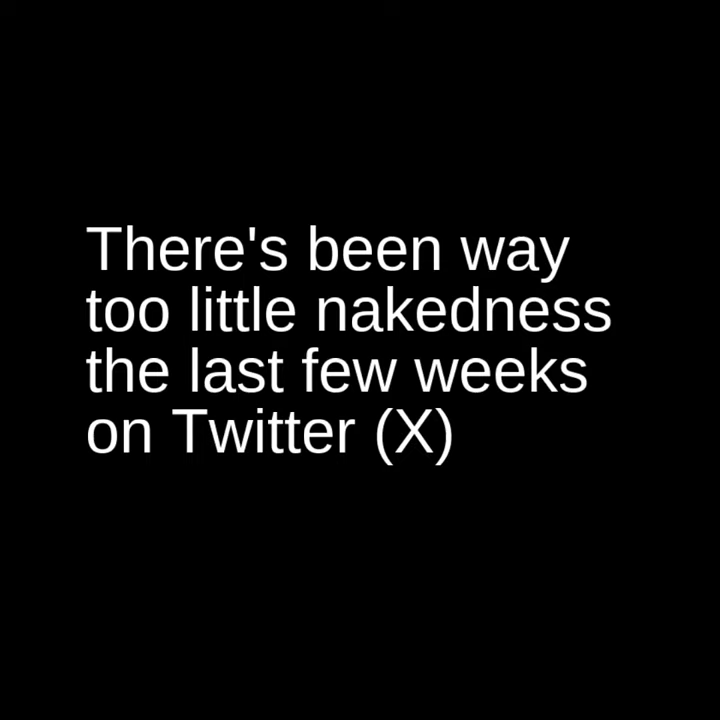 There's been way
too little nakedness
the last few weeks
on Twitter (X)